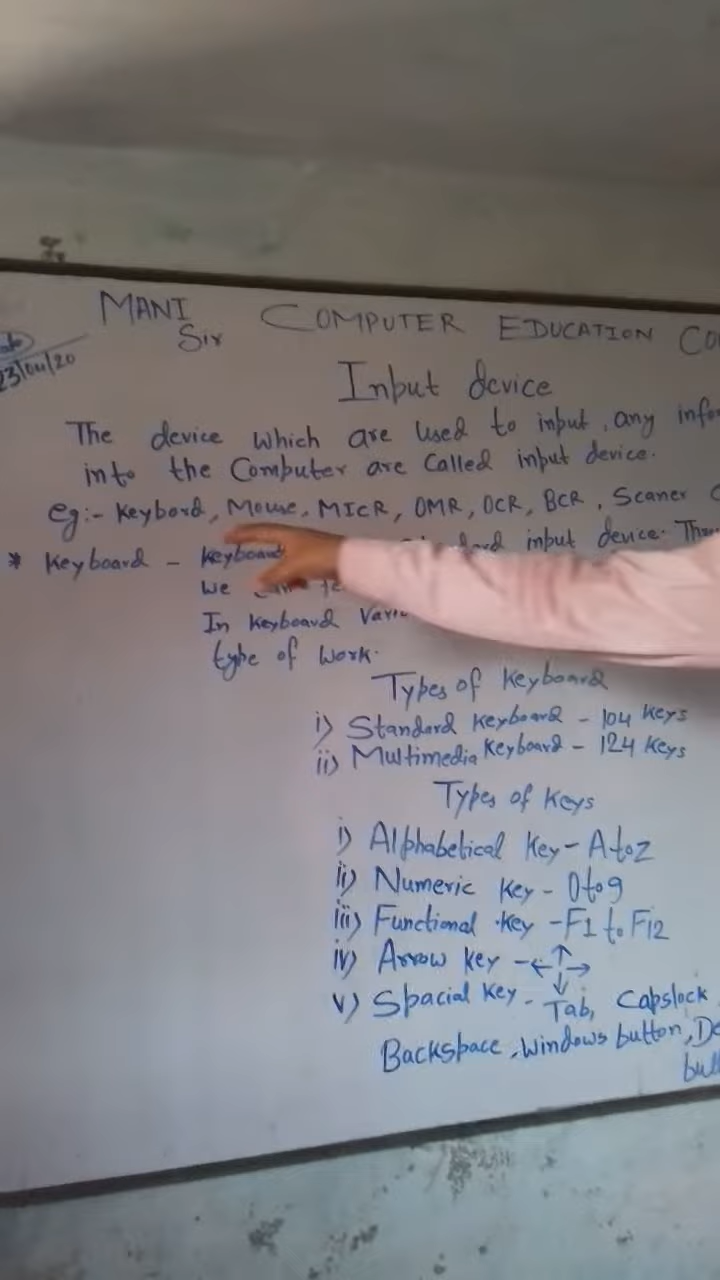 MANI COMPUTER EDUCATION
Sir
23/04/20
Input device
The device which are used to input, any
into the Computer are Called input device.
eg:- Keybord, Mouse, MICR, OMR, OCR, BCR, Scaner
* Keyboard - Keyboard input device.
We
In Keyboard
type of work.
Types of Keyboard
i) Standard Keyboard - 104 Keys
ii) Multimedia Keyboard - 124 Keys
Types of Keys
i) Alphabetical Key - A to Z
ii) Numeric Key - 0 to 9
iii) Functional Key - F1 to F12
iv) Arrow Key - ← ↑ ↓ →
v) Spacial Key - Tab, Capslock
Backspace, Windows button,